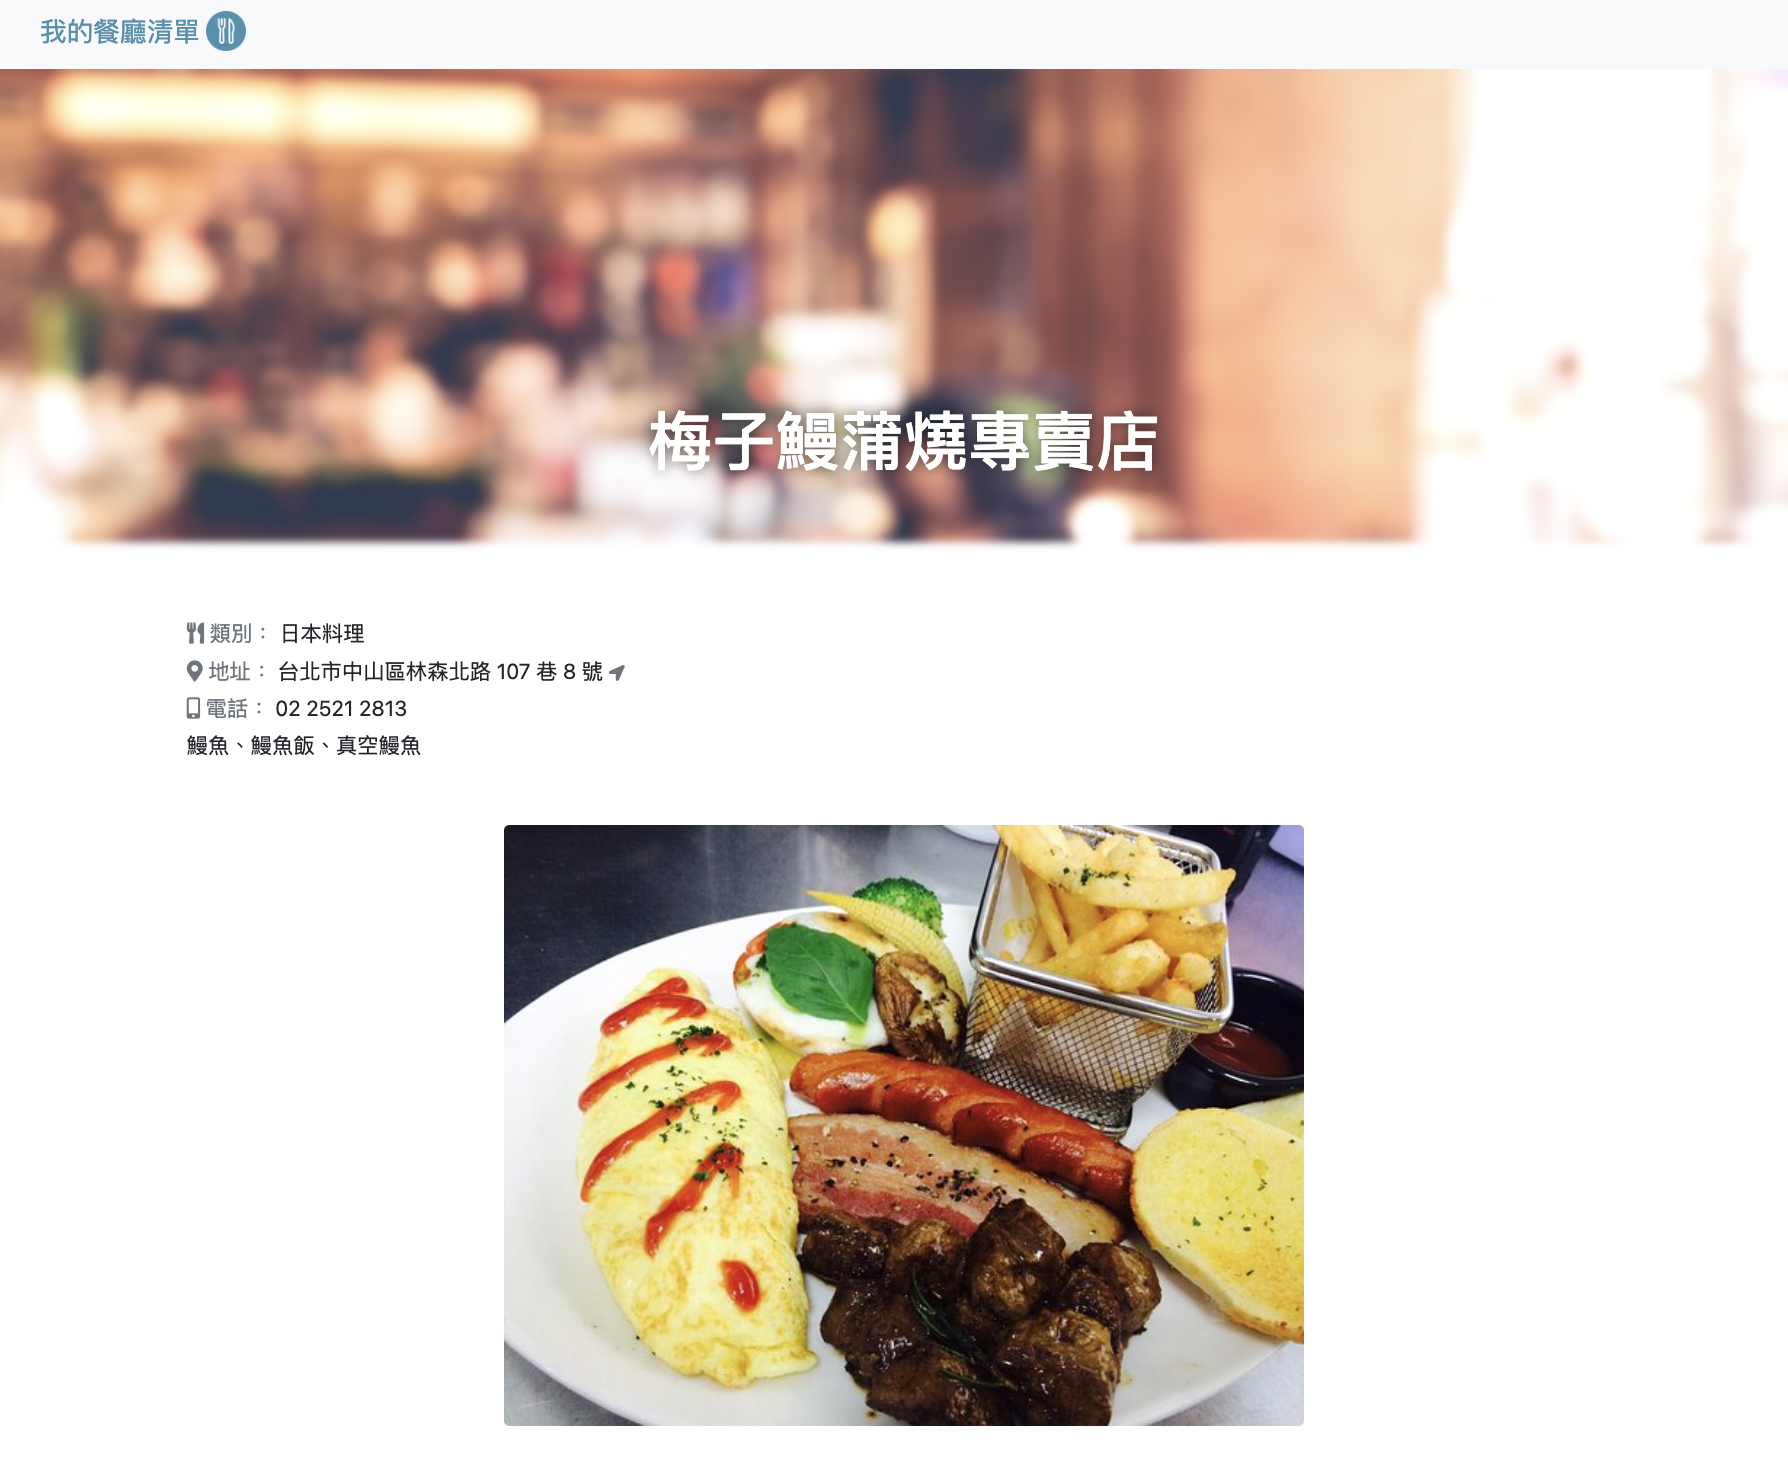 我的餐廳清單
梅子鰻蒲燒專賣店
類別： 日本料理
地址： 台北市中山區林森北路 107 巷 8 號
電話： 02 2521 2813
鰻魚、鰻魚飯、真空鰻魚